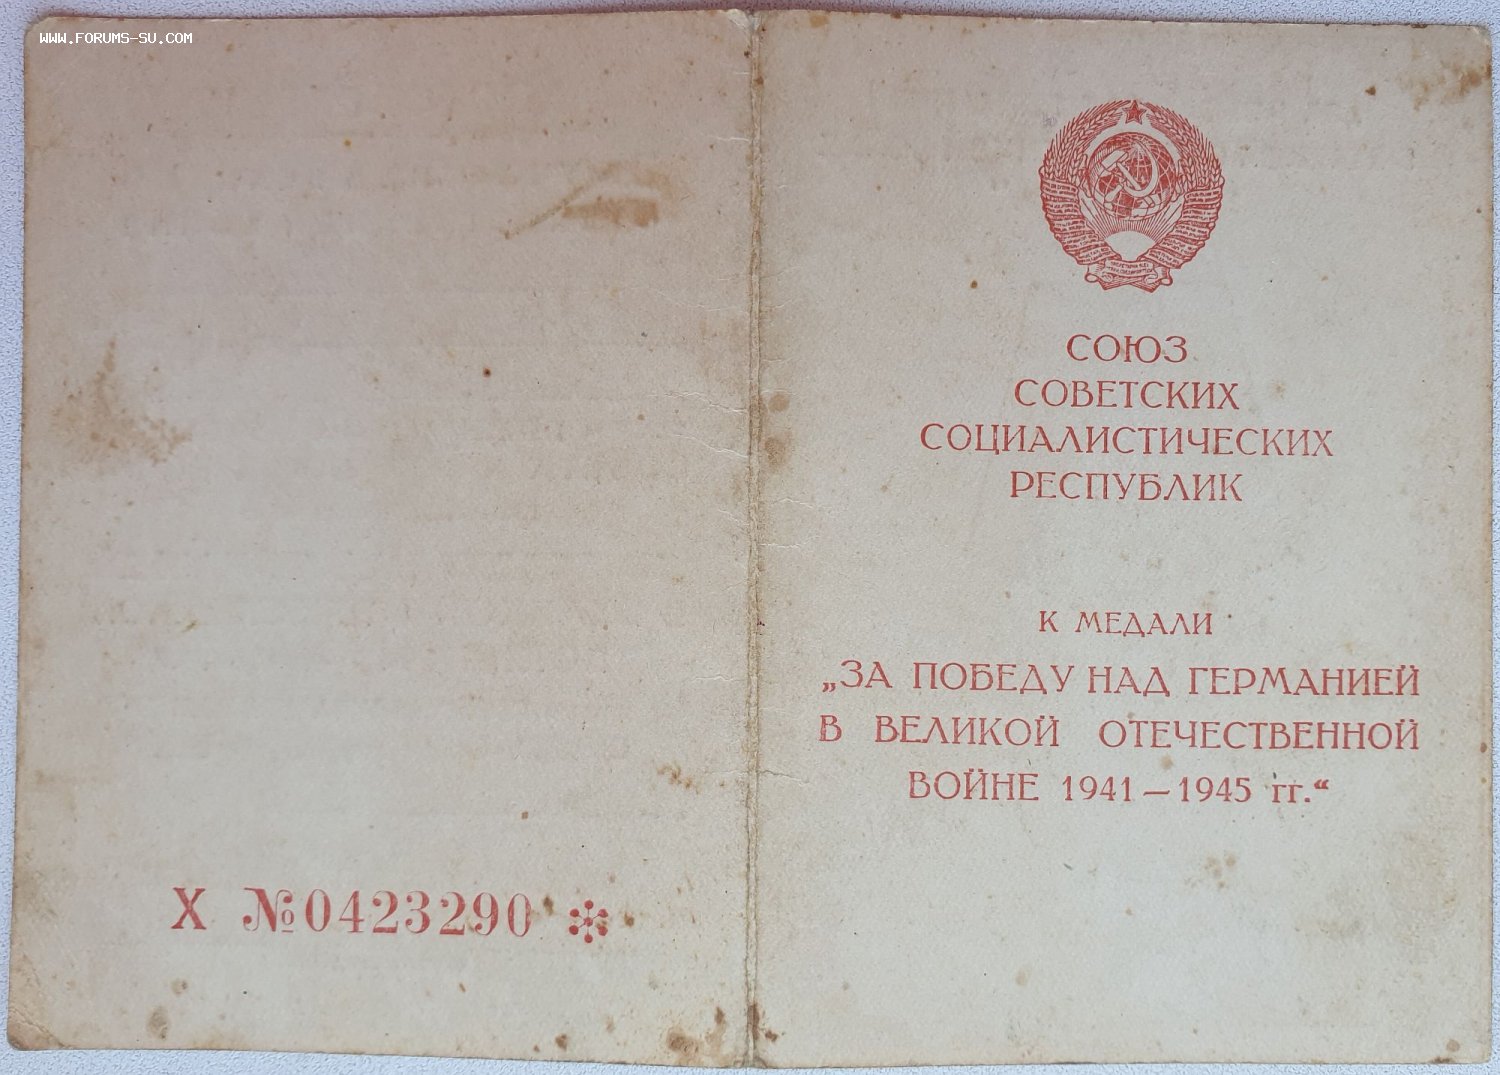 WWW.FORUMS-SU.COM
Х №0423290
СОЮЗ
СОВЕТСКИХ
СОЦИАЛИСТИЧЕСКИХ
РЕСПУБЛИК
К МЕДАЛИ
„ЗА ПОБЕДУ НАД ГЕРМАНИЕЙ
В ВЕЛИКОЙ ОТЕЧЕСТВЕННОЙ
ВОЙНЕ 1941—1945 гг.“